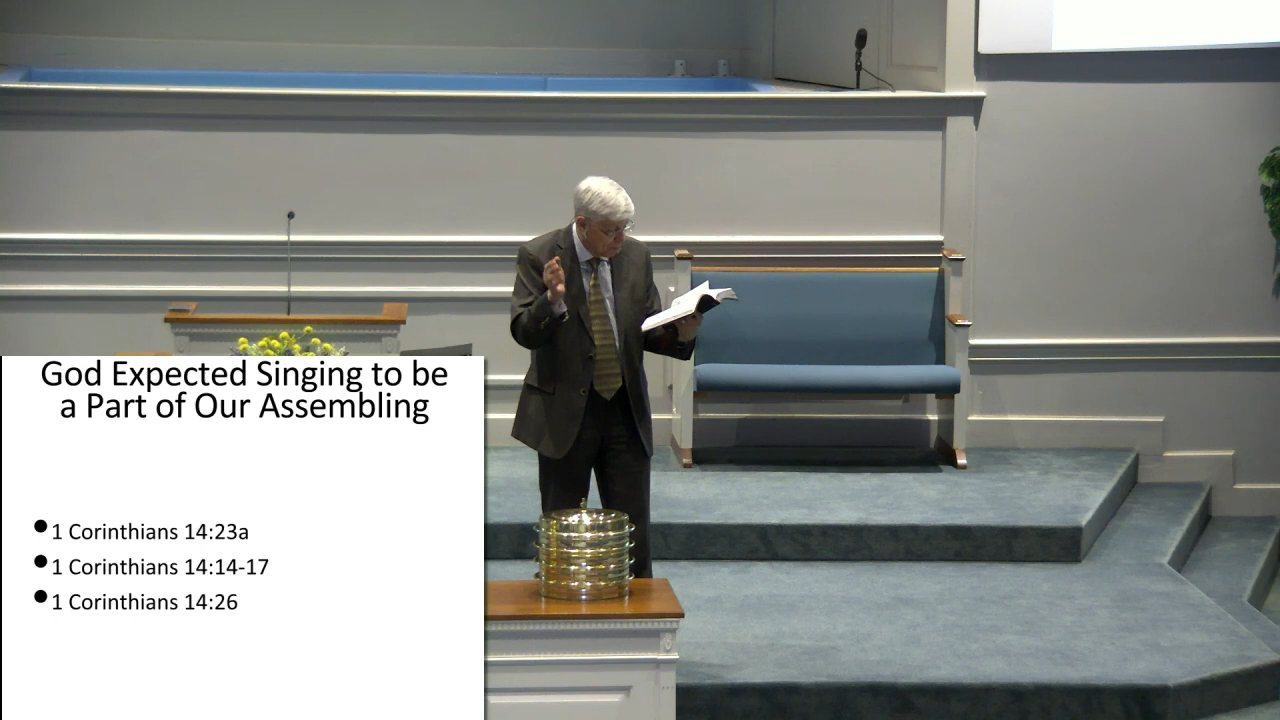 God Expected Singing to be
a Part of Our Assembling
1 Corinthians 14:23a
1 Corinthians 14:14-17
1 Corinthians 14:26